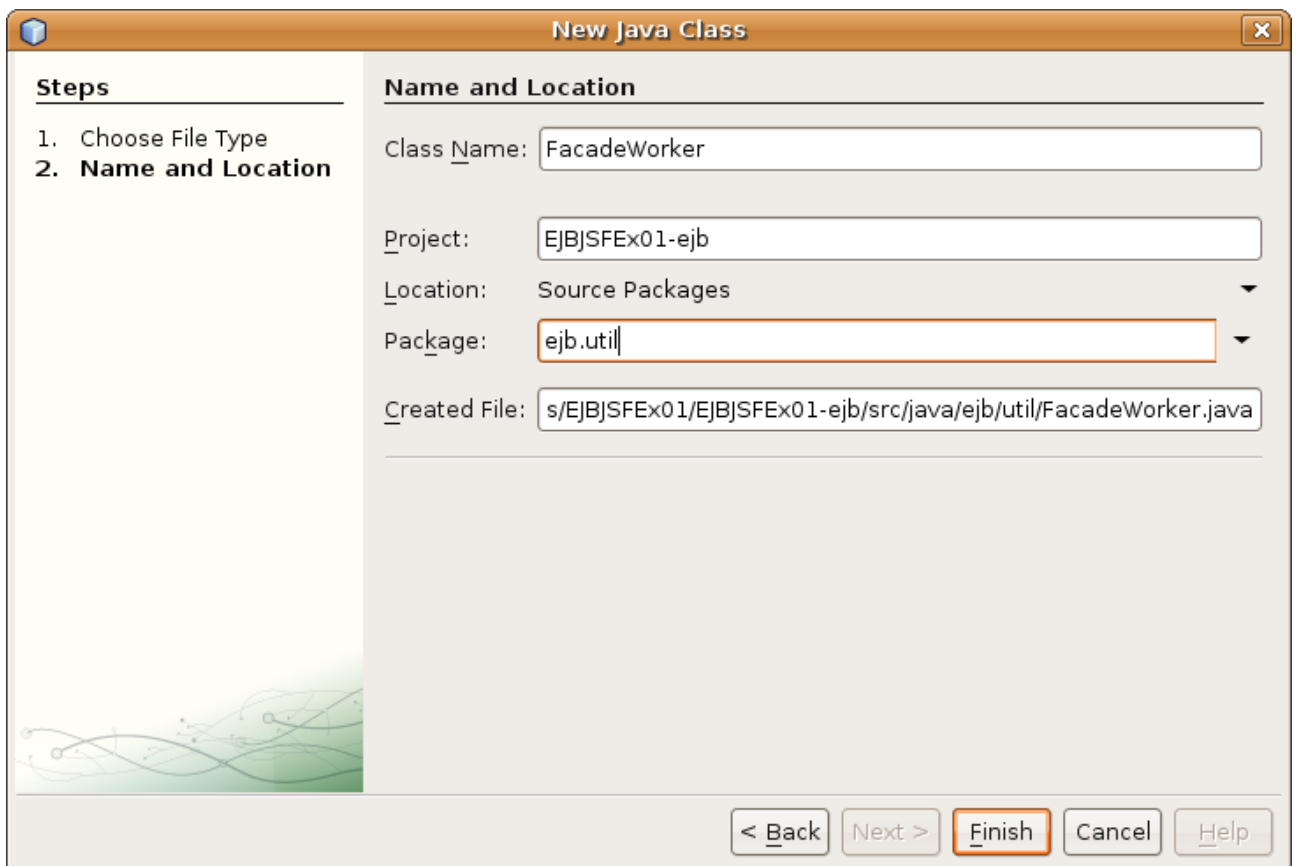 New Java Class
Steps
1. Choose File Type
2. Name and Location
Name and Location
Class Name: FacadeWorker
Project: EJBJSFEx01-ejb
Location: Source Packages
Package: ejb.util
Created File: s/EJBJSFEx01/EJBJSFEx01-ejb/src/java/ejb/util/FacadeWorker.java
< Back Next > Finish Cancel Help